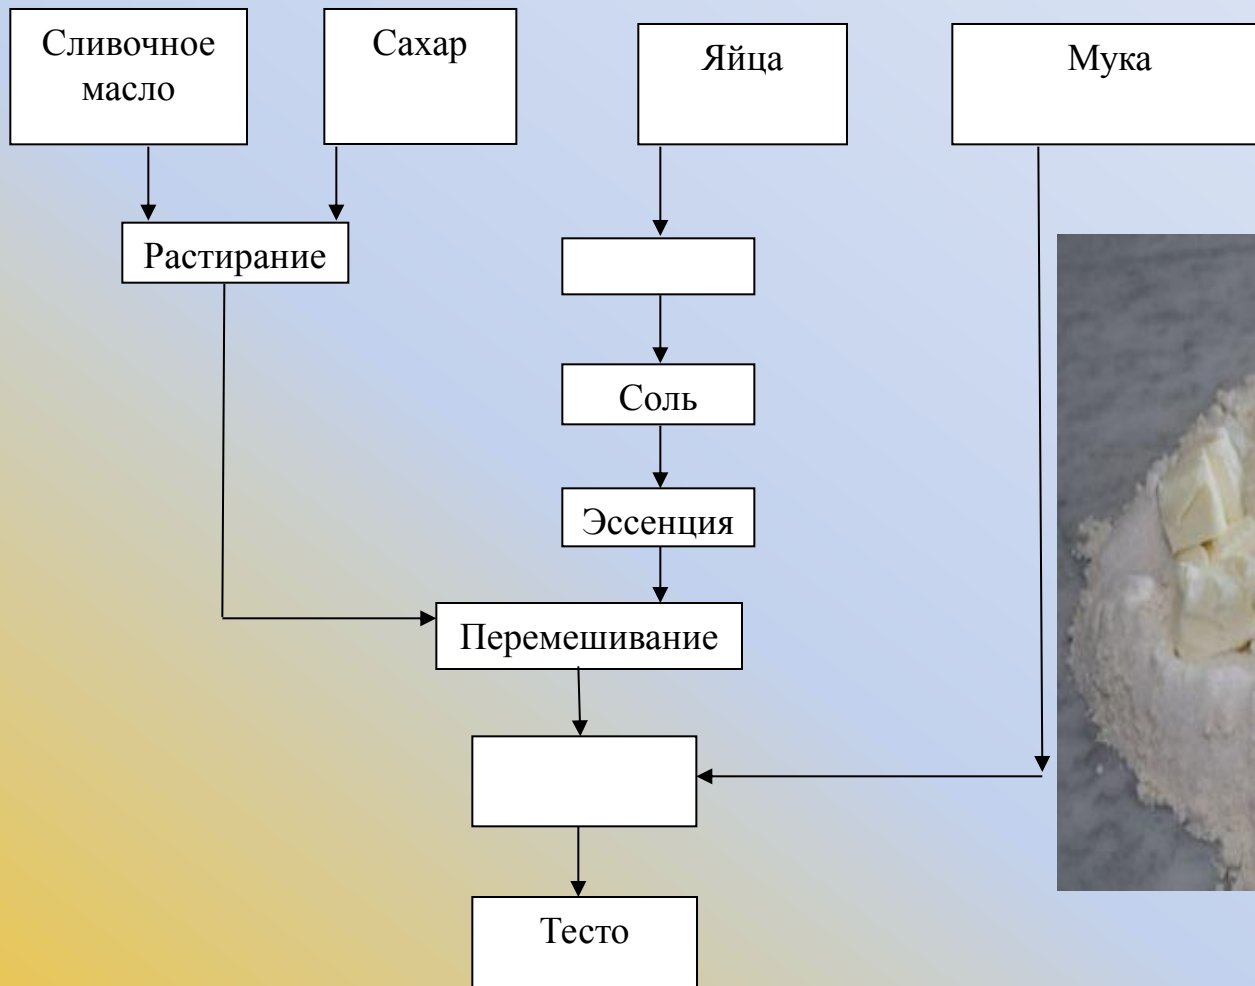 Сливочное
масло
Сахар
Яйца
Мука
Растирание
Соль
Эссенция
Перемешивание
Тесто